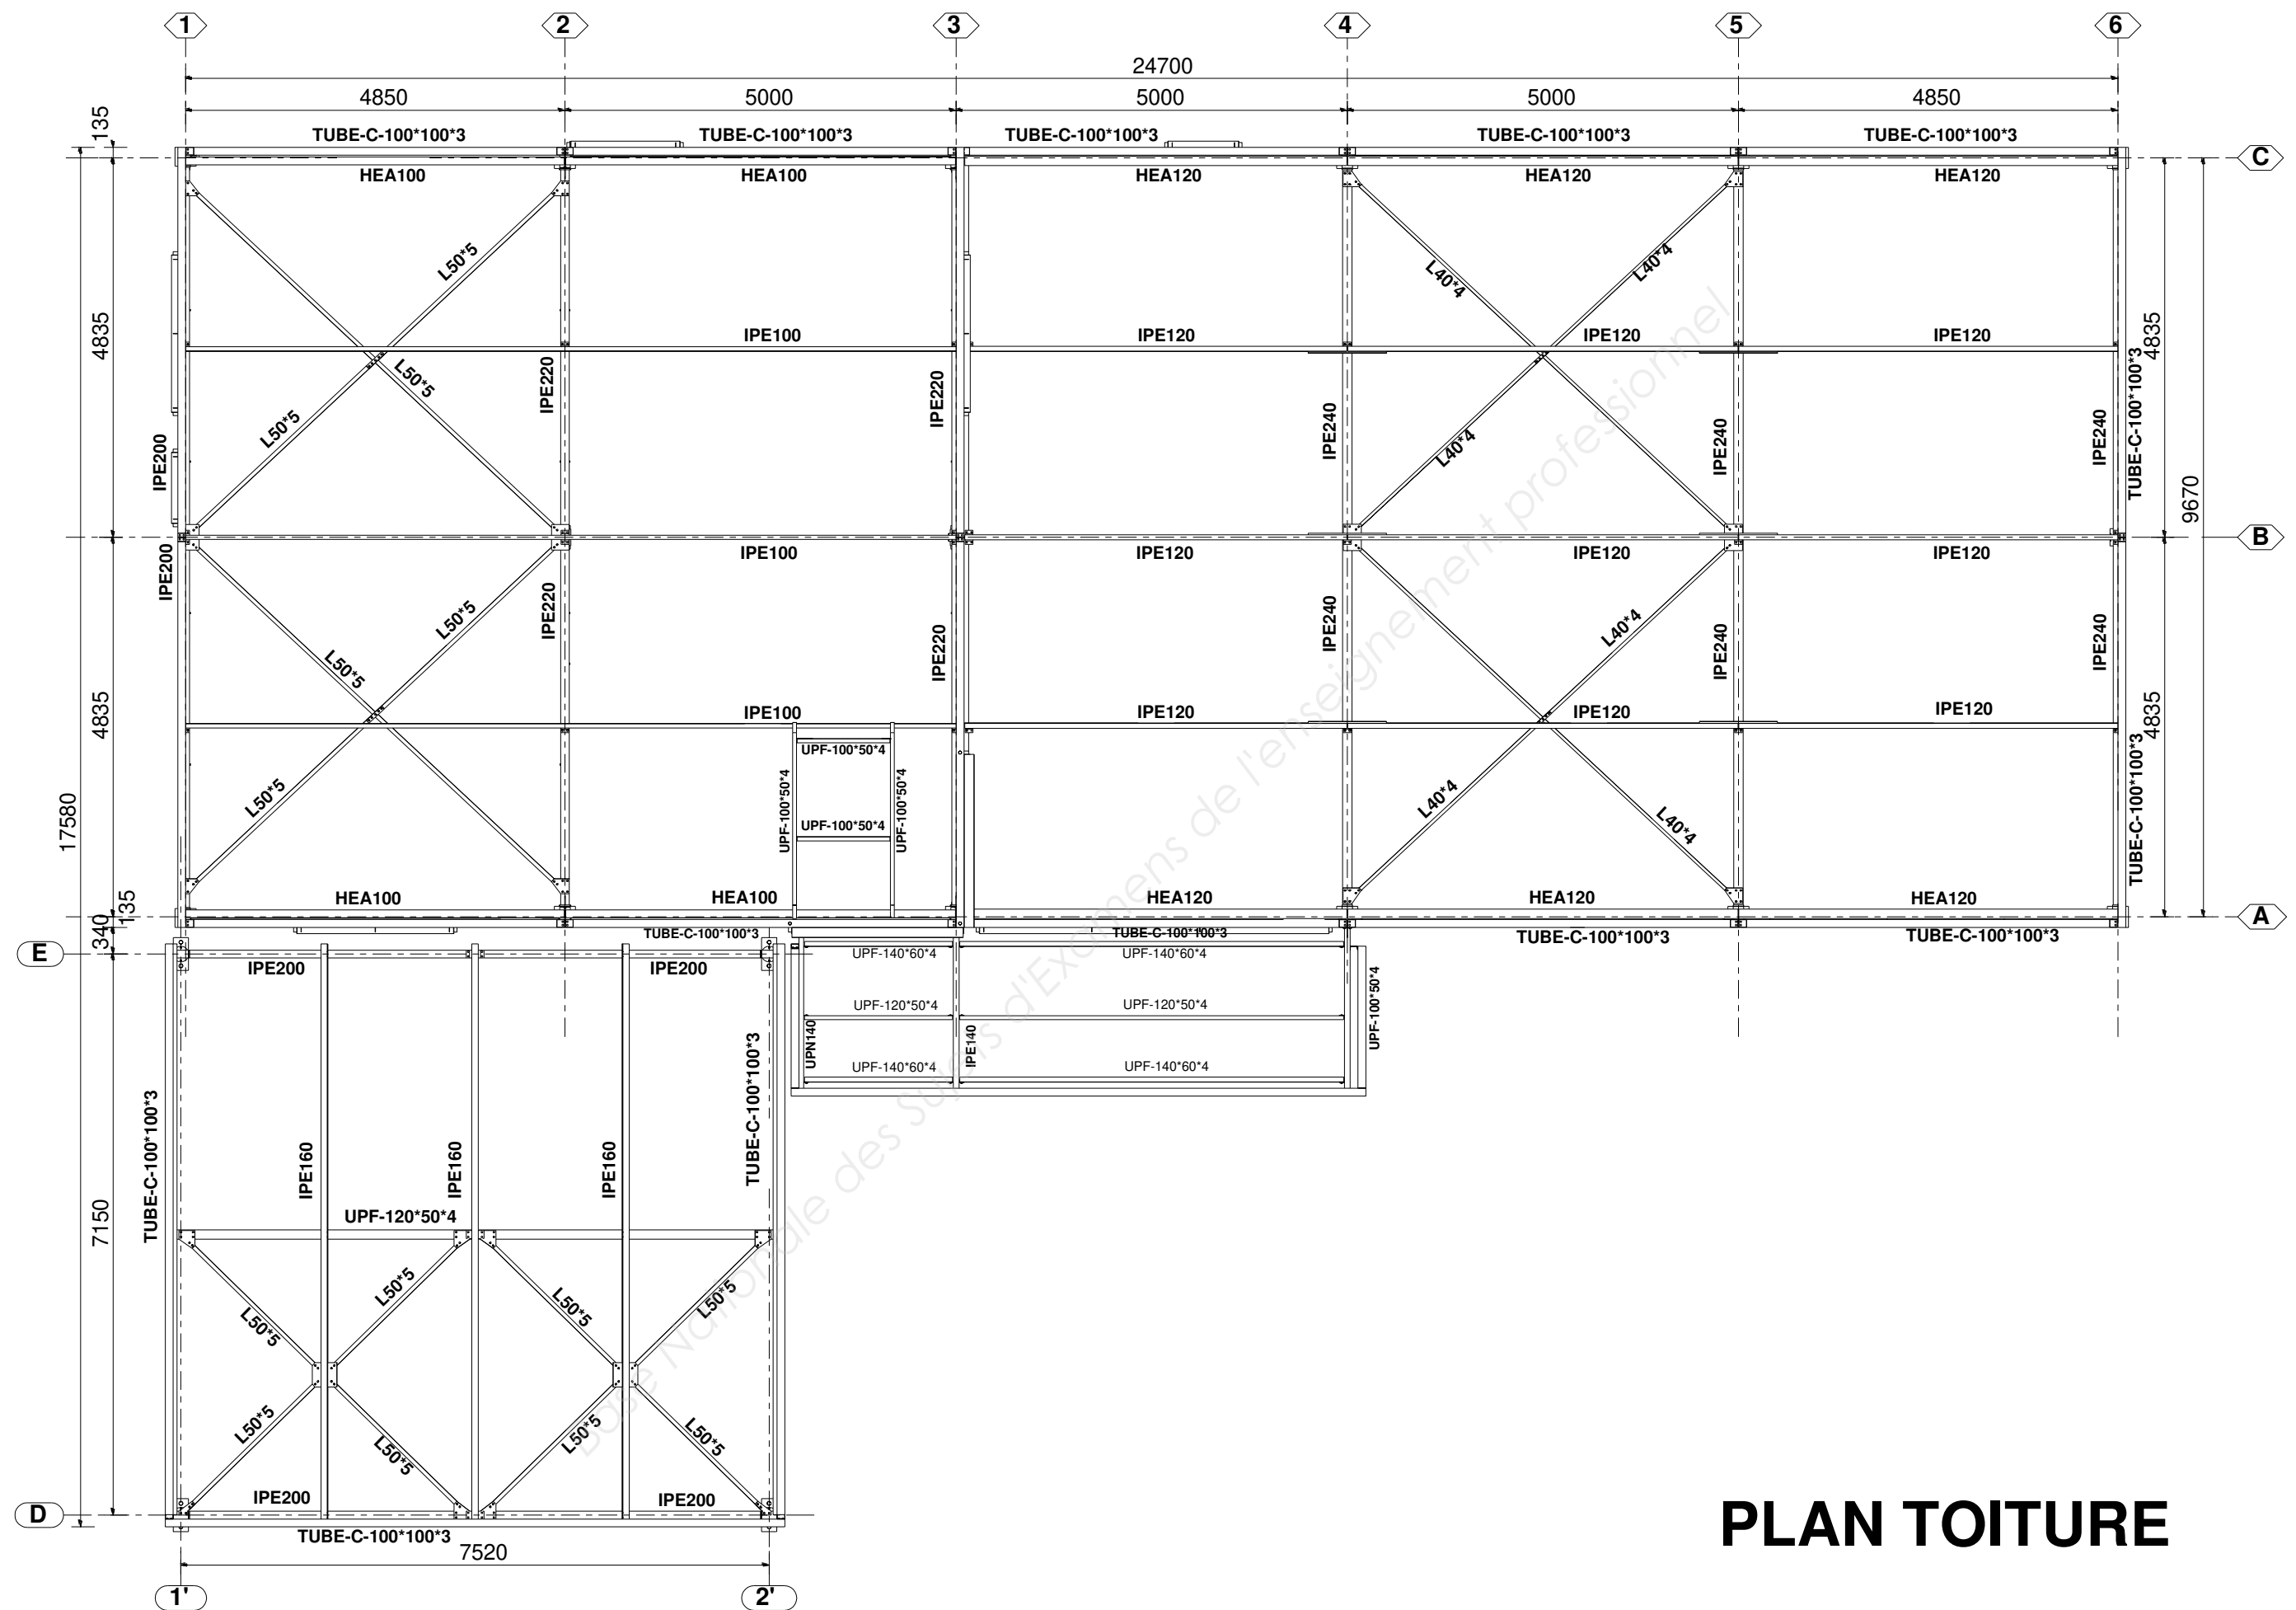 1 2 3 4 5 6
24700
4850 5000 5000 5000 4850
135
TUBE-C-100*100*3 TUBE-C-100*100*3 TUBE-C-100*100*3 TUBE-C-100*100*3 TUBE-C-100*100*3
C
HEA100 HEA100 HEA120 HEA120 HEA120
L50*5 L40*4 L40*4
4835 IPE100 IPE120 IPE120 IPE120 4835
L50*5 IPE220 IPE220 TUBE-C-100*100*3
L50*5 IPE200 IPE240 L40*4 IPE240 IPE240
9670
B
IPE200 IPE100 IPE120 IPE120 IPE120
L50*5 IPE220 IPE220 IPE240 L40*4 IPE240 IPE240
L50*5
4835 IPE100 IPE120 IPE120 IPE120 4835
UPF-100*50*4
17580 L50*5 UPF-100*50*4 UPF-100*50*4 L40*4 L40*4 TUBE-C-100*100*3
UPF-100*50*4
135 HEA100 HEA100 HEA120 HEA120 HEA120
A
340 TUBE-C-100*100*3 TUBE-C-100*100*3 TUBE-C-100*100*3 TUBE-C-100*100*3
E
IPE200 IPE200 UPF-140*60*4 UPF-140*60*4
UPF-120*50*4 UPF-120*50*4 UPF-100*50*4
UPN140 IPE140
UPF-140*60*4 UPF-140*60*4
TUBE-C-100*100*3 TUBE-C-100*100*3
IPE160 IPE160 IPE160
7150 UPF-120*50*4
L50*5 L50*5 L50*5 L50*5
L50*5 L50*5 L50*5 L50*5
IPE200 IPE200
D
TUBE-C-100*100*3
7520
1' 2'
PLAN TOITURE
Base Nationale des Sujets d'Examens de l'enseignement professionnel